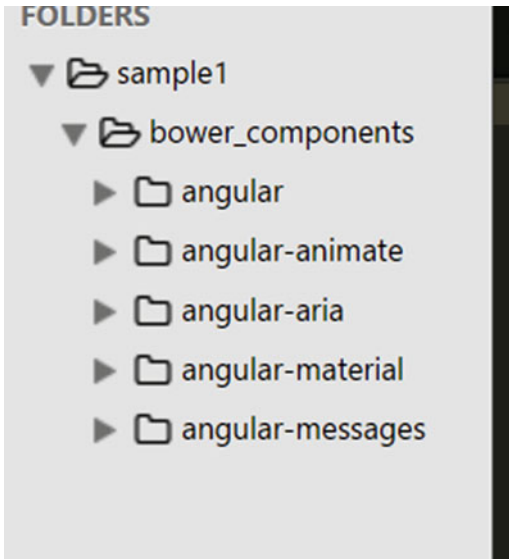 FOLDERS
sample1
bower_components
angular
angular-animate
angular-aria
angular-material
angular-messages